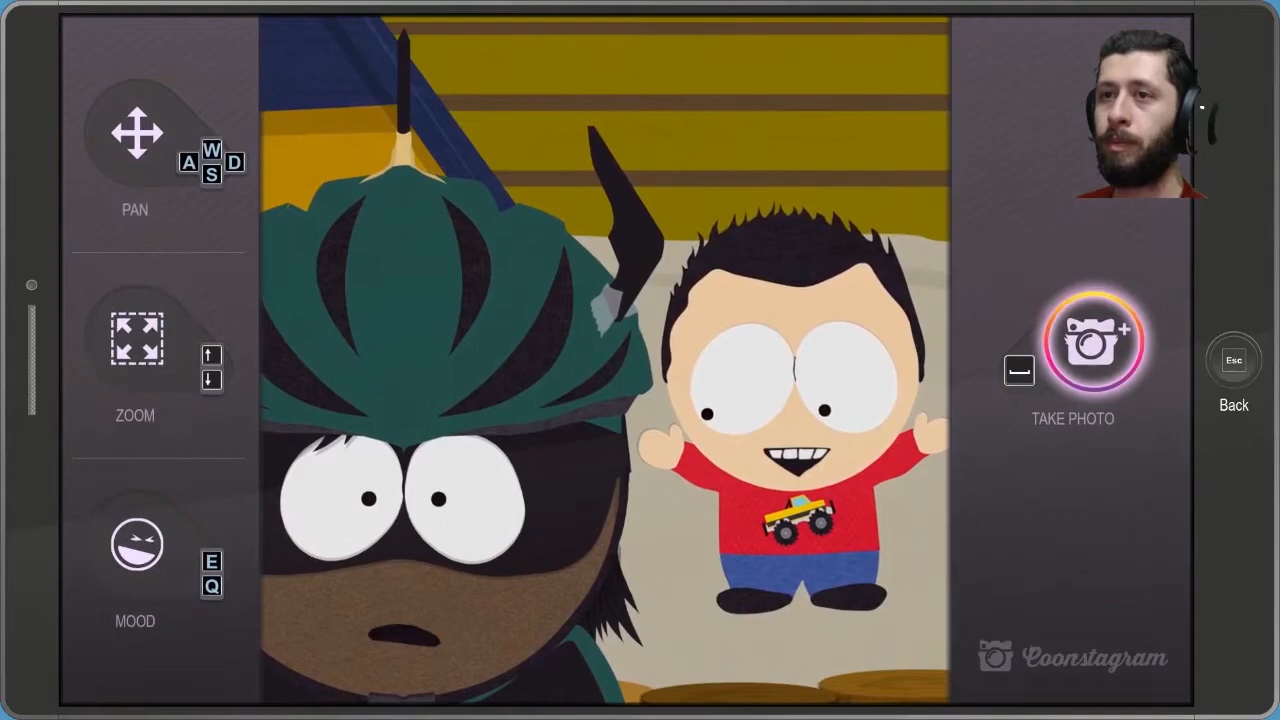 PAN
W
A
S
D
ZOOM
↑
↓
MOOD
E
Q
TAKE PHOTO
Esc
Back
Coonstagram